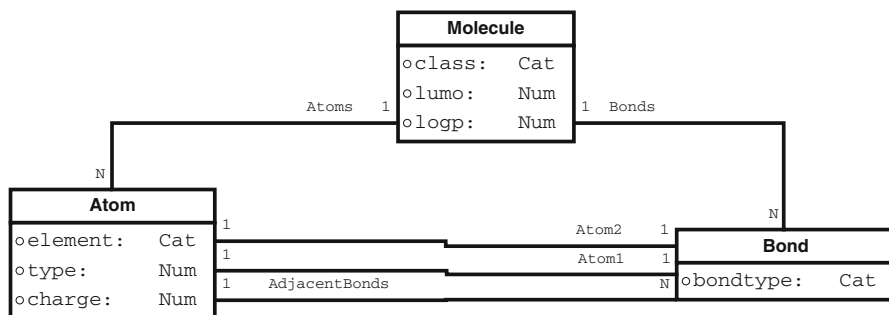 Molecule
class: Cat
lumo: Num
logp: Num
Atoms 1
1 Bonds
N
N
Atom
element: Cat
type: Num
charge: Num
1
1
1
Atom2 1
Atom1 1
AdjacentBonds N
Bond
bondtype: Cat